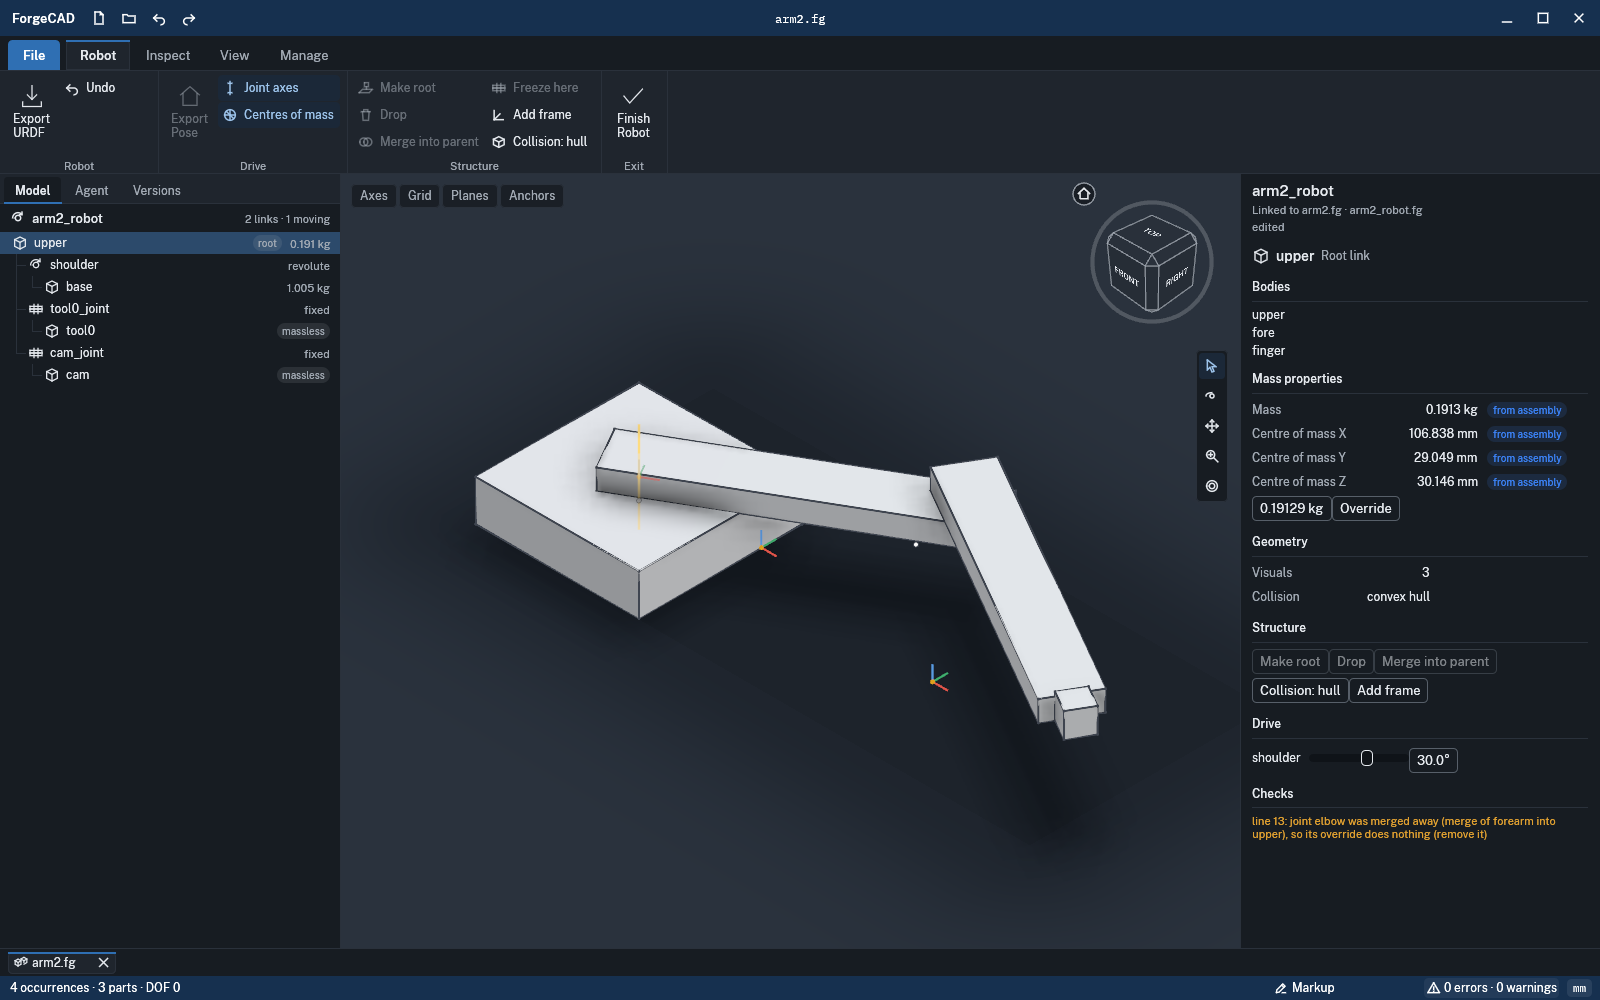 ForgeCAD
arm2.fg
File
Robot
Inspect
View
Manage
Export URDF
Undo
Robot
Export Pose
Joint axes
Centres of mass
Drive
Make root
Drop
Merge into parent
Freeze here
Add frame
Collision: hull
Structure
Finish Robot
Exit
Model
Agent
Versions
arm2_robot
2 links · 1 moving
upper
root
0.191 kg
shoulder
revolute
base
1.005 kg
tool0_joint
fixed
tool0
massless
cam_joint
fixed
cam
massless
Axes
Grid
Planes
Anchors
TOP
FRONT
RIGHT
arm2_robot
Linked to arm2.fg · arm2_robot.fg
edited
upper Root link
Bodies
upper
fore
finger
Mass properties
Mass 0.1913 kg from assembly
Centre of mass X 106.838 mm from assembly
Centre of mass Y 29.049 mm from assembly
Centre of mass Z 30.146 mm from assembly
0.19129 kg Override
Geometry
Visuals 3
Collision convex hull
Structure
Make root Drop Merge into parent
Collision: hull Add frame
Drive
shoulder 30.0°
Checks
line 13: joint elbow was merged away (merge of forearm into
upper), so its override does nothing (remove it)
arm2.fg
4 occurrences · 3 parts · DOF 0
Markup
0 errors · 0 warnings
mm